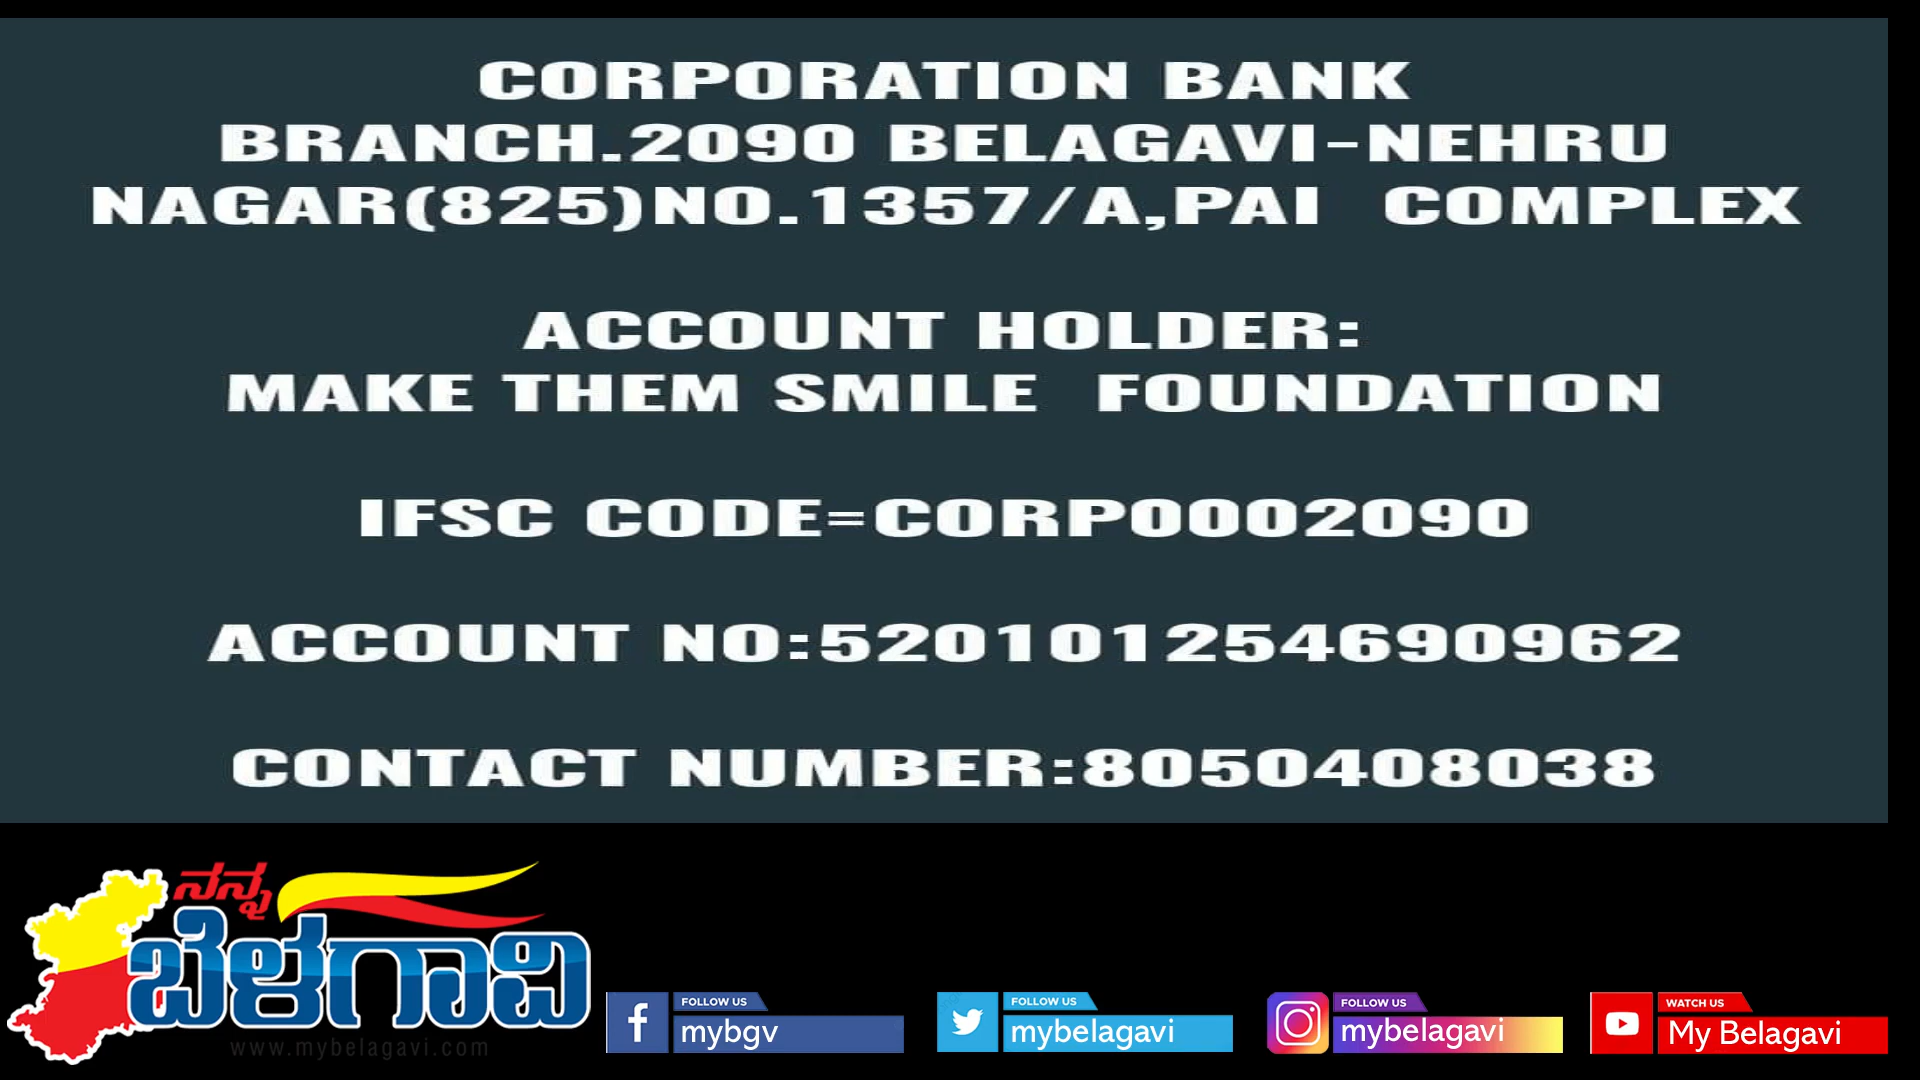 CORPORATION BANK
BRANCH.2090 BELAGAVI-NEHRU
NAGAR(825)NO.1357/A,PAI COMPLEX
ACCOUNT HOLDER:
MAKE THEM SMILE FOUNDATION
IFSC CODE=CORP0002090
ACCOUNT NO:520101254690962
CONTACT NUMBER:8050408038
ನನ್ನ
ಬೆಳಗಾವಿ
www.mybelagavi.com
FOLLOW US
mybgv
FOLLOW US
mybelagavi
FOLLOW US
mybelagavi
WATCH US
My Belagavi